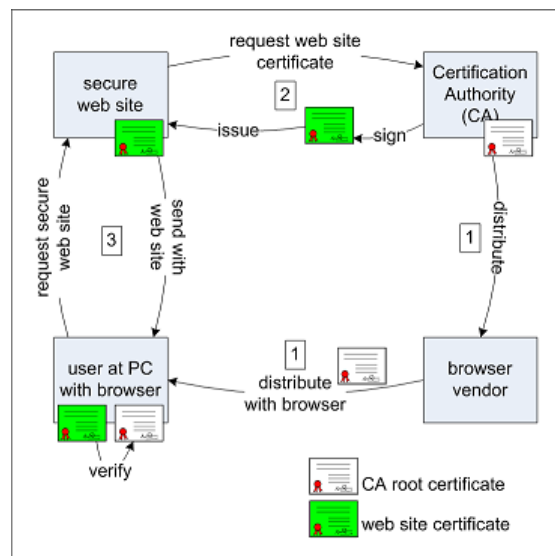 request web site
certificate
secure
web site
2
Certification
Authority
(CA)
issue
sign
request secure
web site
3
send with
web site
1
distribute
user at PC
with browser
1
distribute
with browser
browser
vendor
verify
CA root certificate
web site certificate